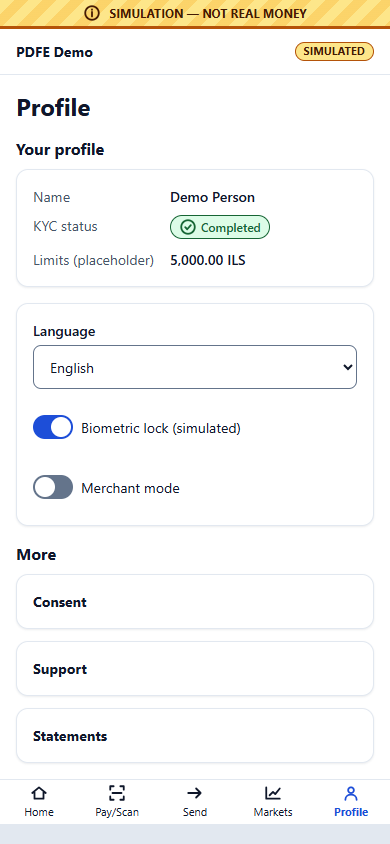 SIMULATION — NOT REAL MONEY
PDFE Demo
SIMULATED
Profile
Your profile
Name Demo Person
KYC status Completed
Limits (placeholder) 5,000.00 ILS
Language
English
Biometric lock (simulated)
Merchant mode
More
Consent
Support
Statements
Home Pay/Scan Send Markets Profile